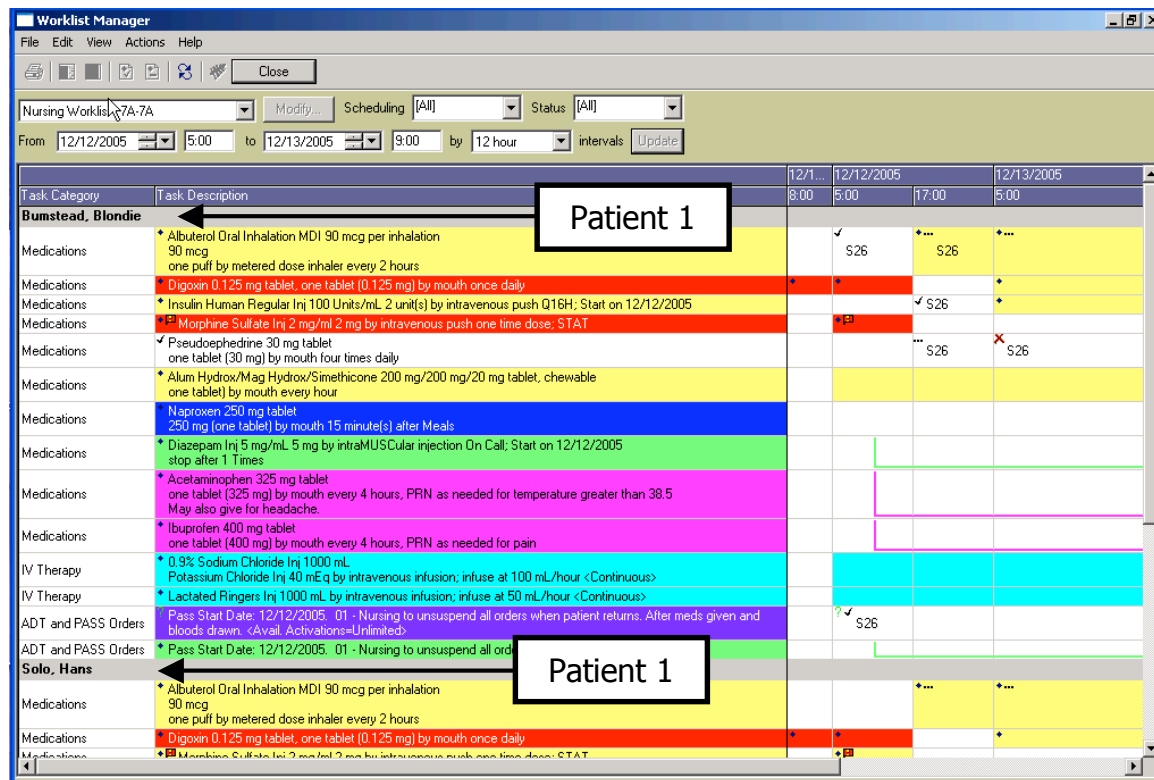 Worklist Manager
File Edit View Actions Help
Close
Nursing Worklist 7A-7A Modify... Scheduling [All] Status [All]
From 12/12/2005 5:00 to 12/13/2005 9:00 by 12 hour intervals Update
12/1... 12/12/2005 12/13/2005
Task Category Task Description 8:00 5:00 17:00 5:00
Bumstead, Blondie
Patient 1
Albuterol Oral Inhalation MDI 90 mcg per inhalation
Medications 90 mcg S26 S26
one puff by metered dose inhaler every 2 hours
Medications Digoxin 0.125 mg tablet, one tablet (0.125 mg) by mouth once daily
Medications Insulin Human Regular Inj 100 Units/mL 2 unit(s) by intravenous push Q16H; Start on 12/12/2005 S26
Medications Morphine Sulfate Inj 2 mg/ml 2 mg by intravenous push one time dose; STAT
Pseudoephedrine 30 mg tablet
Medications one tablet (30 mg) by mouth four times daily S26 S26
Alum Hydrox/Mag Hydrox/Simethicone 200 mg/200 mg/20 mg tablet, chewable
Medications one tablet) by mouth every hour
Naproxen 250 mg tablet
Medications 250 mg (one tablet) by mouth 15 minute(s) after Meals
Diazepam Inj 5 mg/mL 5 mg by intraMUSCular injection On Call; Start on 12/12/2005
Medications stop after 1 Times
Acetaminophen 325 mg tablet
Medications one tablet (325 mg) by mouth every 4 hours, PRN as needed for temperature greater than 38.5
May also give for headache.
Ibuprofen 400 mg tablet
Medications one tablet (400 mg) by mouth every 4 hours, PRN as needed for pain
0.9% Sodium Chloride Inj 1000 mL
IV Therapy Potassium Chloride Inj 40 mEq by intravenous infusion; infuse at 100 mL/hour <Continuous>
IV Therapy Lactated Ringers Inj 1000 mL by intravenous infusion; infuse at 50 mL/hour <Continuous>
Pass Start Date: 12/12/2005. 01 - Nursing to unsuspend all orders when patient returns. After meds given and
ADT and PASS Orders bloods drawn. <Avail. Activations=Unlimited> ? S26
ADT and PASS Orders Pass Start Date: 12/12/2005. 01 - Nursing to unsuspend all
Solo, Hans
Patient 1
Albuterol Oral Inhalation MDI 90 mcg per inhalation
Medications 90 mcg
one puff by metered dose inhaler every 2 hours
Medications Digoxin 0.125 mg tablet, one tablet (0.125 mg) by mouth once daily
Medications Morphine Sulfate Inj 2 mg/ml 2 mg by intravenous push one time dose; STAT